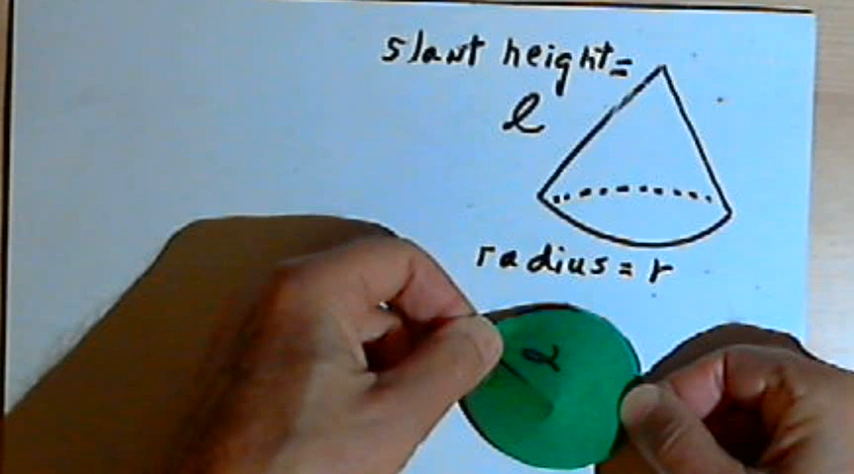 slant height =
l
radius = r
l